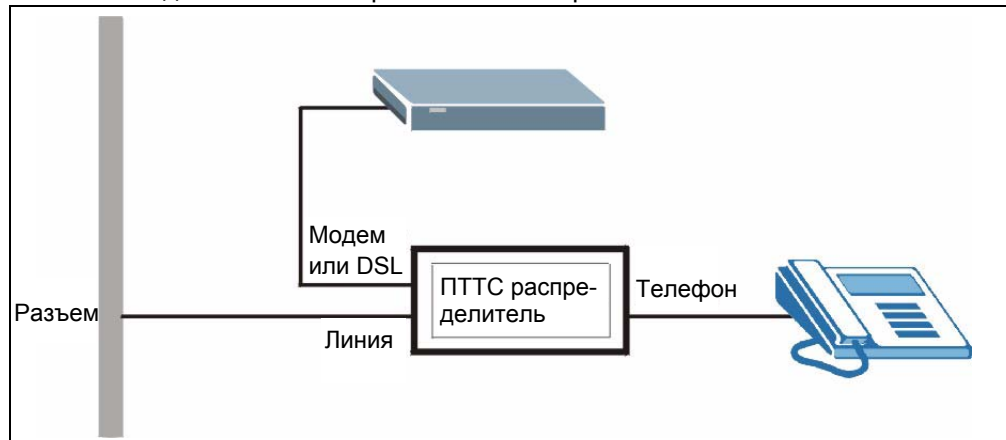 Модем
или DSL
ПТТС распре-
делитель
Телефон
Разъем
Линия